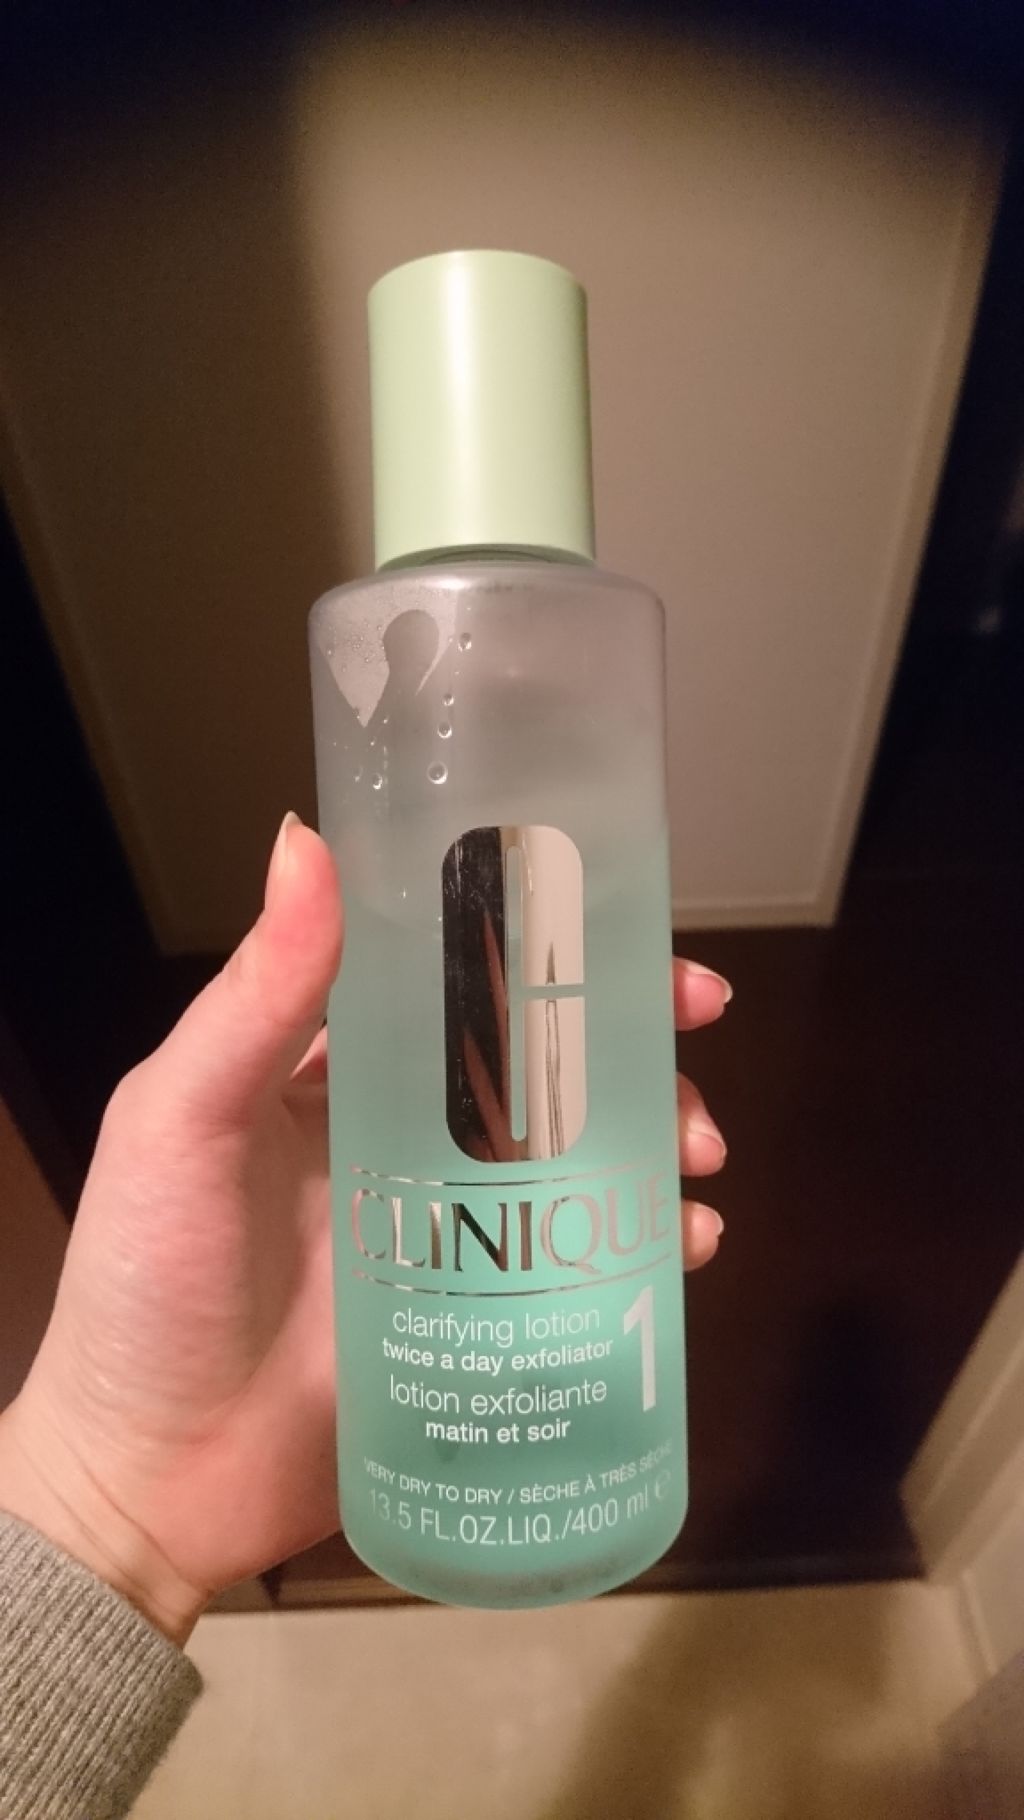 CLINIQUE
clarifying lotion 1
twice a day exfoliator
lotion exfoliante
matin et soir
VERY DRY TO DRY / SÈCHE À TRÈS SÈCHE
13.5 FL.OZ.LIQ./400 ml ℮